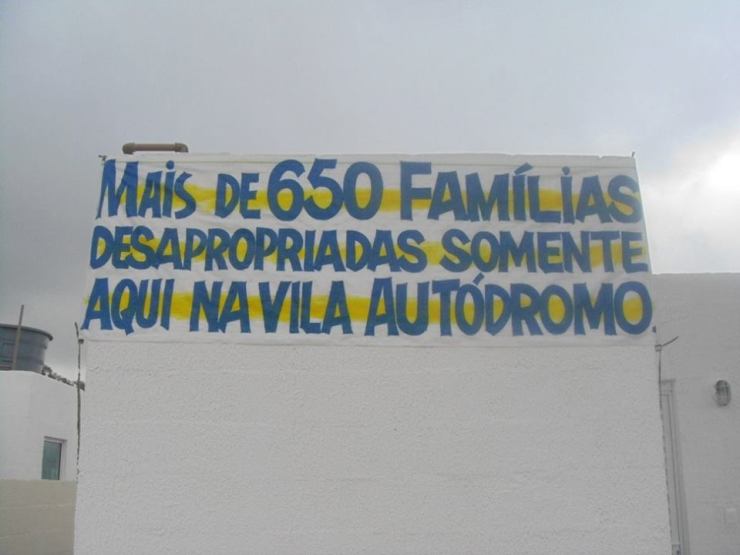 MAIS DE 650 FAMÍLIAS
DESAPROPRIADAS SOMENTE
AQUI NA VILA AUTÓDROMO